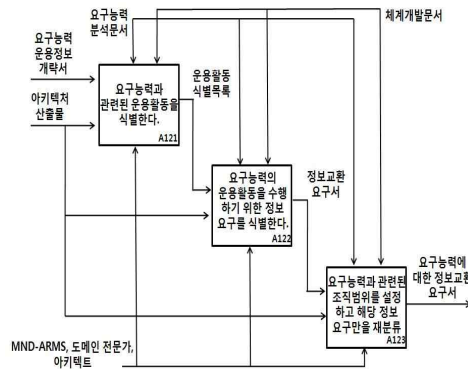 요구능력
분석문서
체계개발문서
요구능력
운용정보
개략서
아키텍처
산출물
요구능력과
관련된 운용활동을
식별한다.
A121
운용활동
식별목록
요구능력의
운용활동을 수행
하기 위한 정보
요구를 식별한다.
A122
정보교환
요구서
요구능력과 관련된
조직범위를 설정
하고 해당 정보
요구만을 재분류
A123
요구능력에
대한 정보교환
요구서
MND-ARMS, 도메인 전문가,
아키텍트